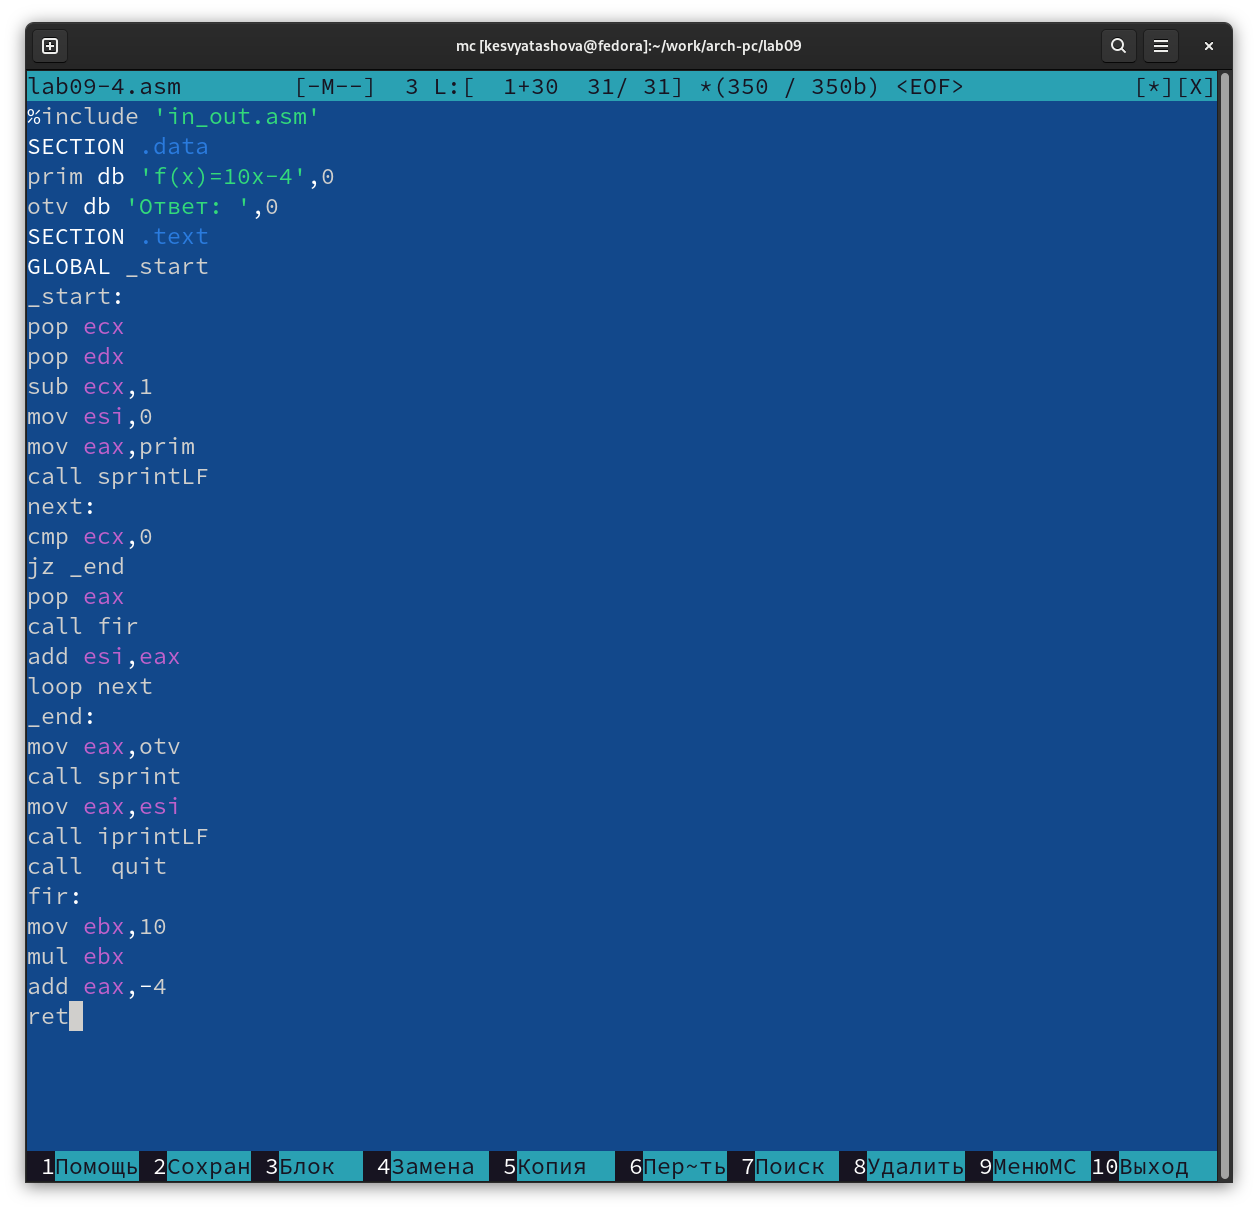 mc [kesvyatashova@fedora]:~/work/arch-pc/lab09
lab09-4.asm [-M--] 3 L:[ 1+30 31/ 31] *(350 / 350b) <EOF> [*][X]
%include 'in_out.asm'
SECTION .data
prim db 'f(x)=10x-4',0
otv db 'Ответ: ',0
SECTION .text
GLOBAL _start
_start:
pop ecx
pop edx
sub ecx,1
mov esi,0
mov eax,prim
call sprintLF
next:
cmp ecx,0
jz _end
pop eax
call fir
add esi,eax
loop next
_end:
mov eax,otv
call sprint
mov eax,esi
call iprintLF
call  quit
fir:
mov ebx,10
mul ebx
add eax,-4
ret
1Помощь 2Сохран 3Блок 4Замена 5Копия 6Пер~ть 7Поиск 8Удалить 9МенюМС 10Выход